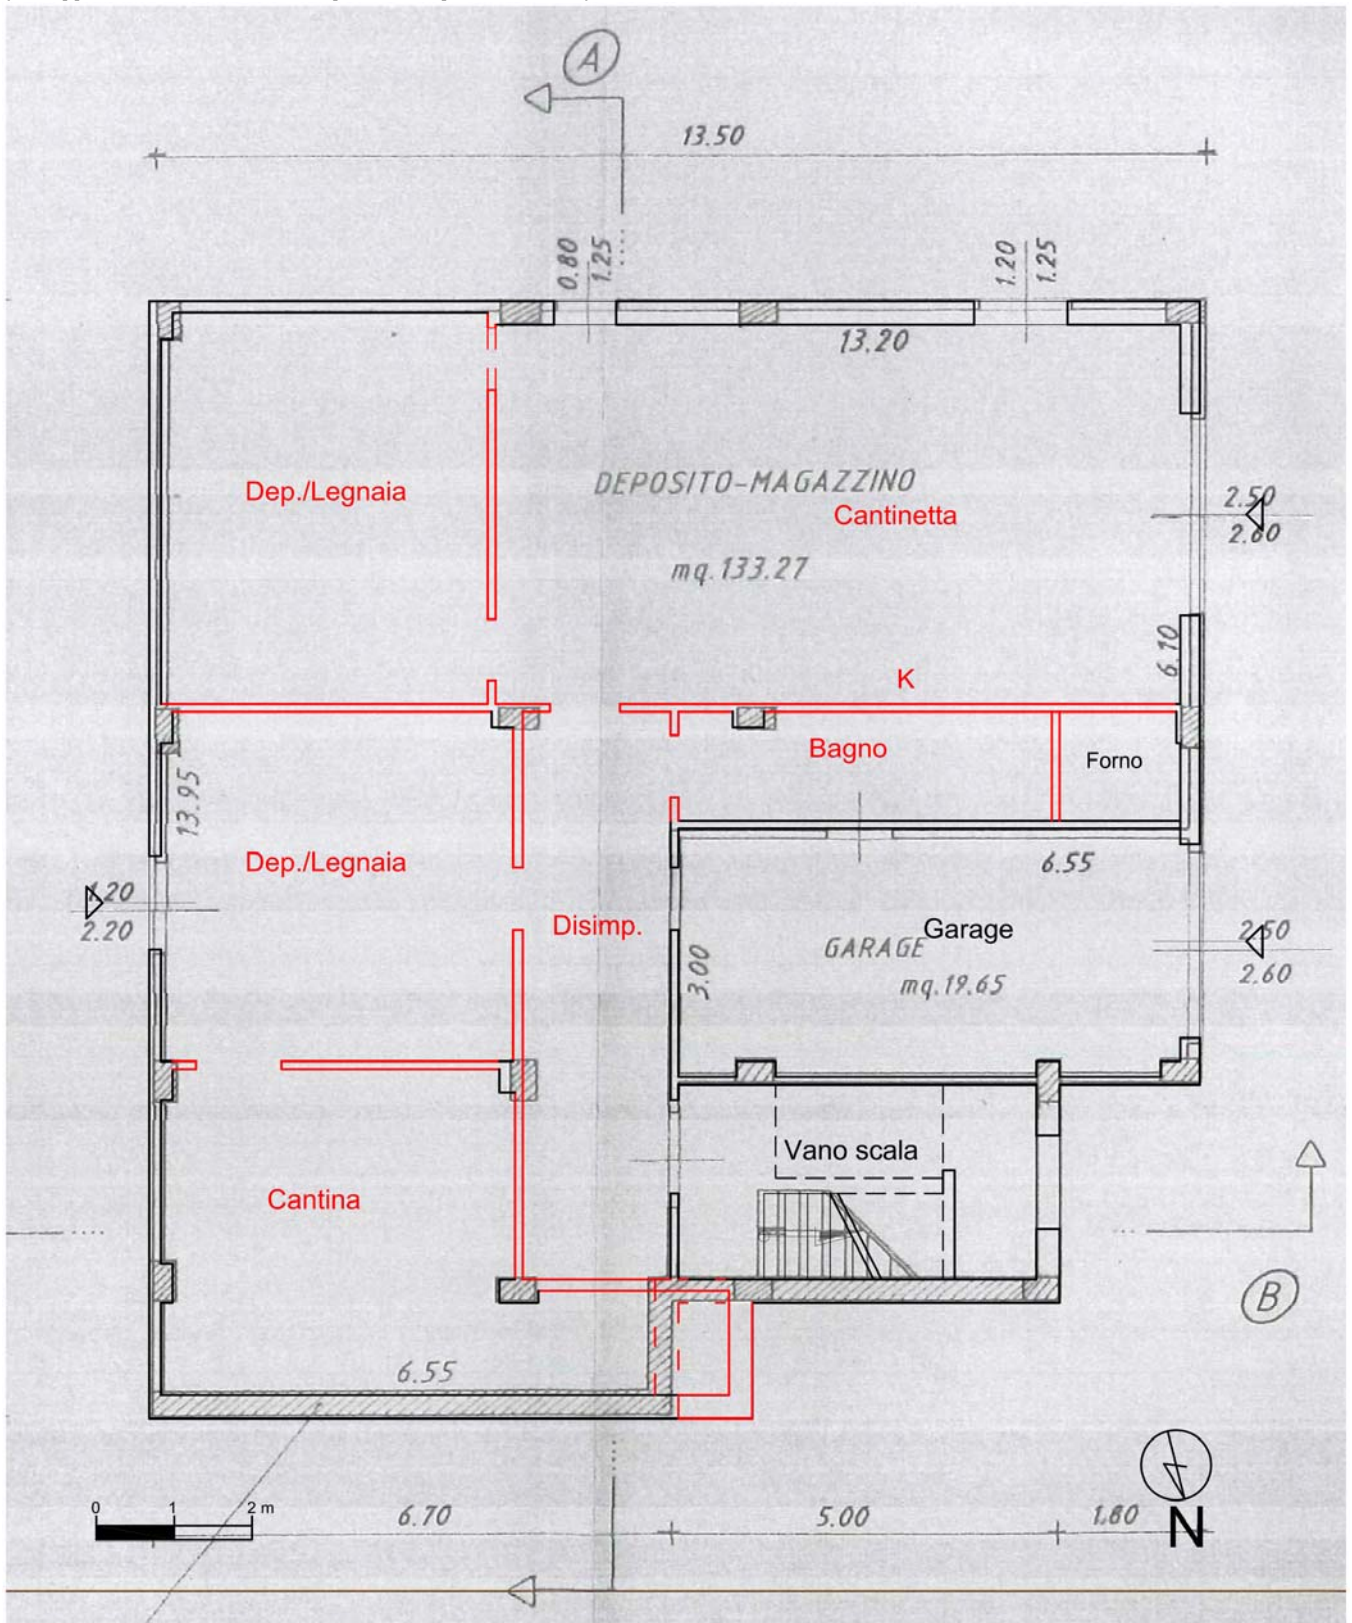 A
13.50
0.80
1.25
1.20
1.25
13.20
Dep./Legnaia
DEPOSITO-MAGAZZINO
Cantinetta
mq.133.27
2.50
2.60
6.10
K
Bagno
Forno
13.95
Dep./Legnaia
6.55
1.20
2.20
Disimp.
3.00
Garage
GARAGE
mq.19.65
2.50
2.60
Vano scala
Cantina
B
6.55
0 1 2 m
6.70
5.00
1.80
N